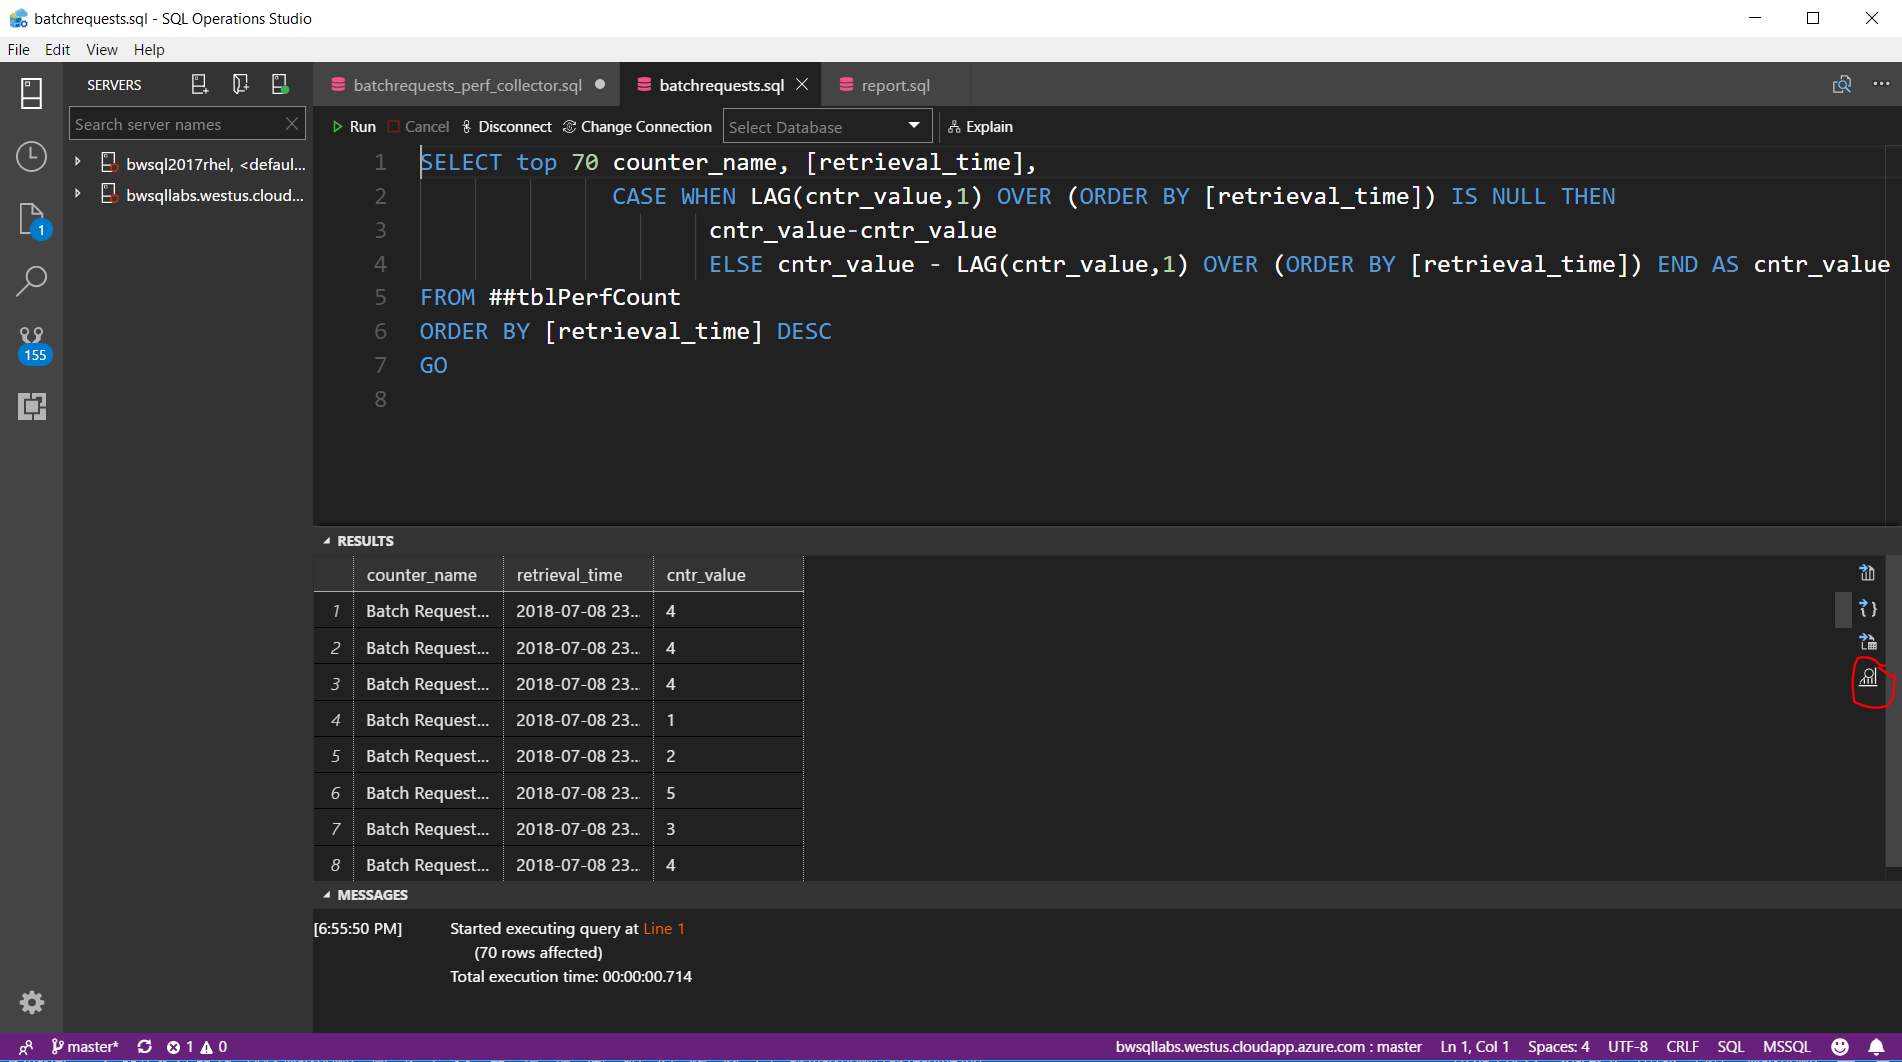 batchrequests.sql - SQL Operations Studio
File Edit View Help
SERVERS
Search server names
bwsql2017rhel, <defaul...
bwsqllabs.westus.cloud...
1
155
batchrequests_perf_collector.sql
batchrequests.sql
report.sql
Run Cancel Disconnect Change Connection Select Database Explain
1 SELECT top 70 counter_name, [retrieval_time],
2 CASE WHEN LAG(cntr_value,1) OVER (ORDER BY [retrieval_time]) IS NULL THEN
3 cntr_value-cntr_value
4 ELSE cntr_value - LAG(cntr_value,1) OVER (ORDER BY [retrieval_time]) END AS cntr_value
5 FROM ##tblPerfCount
6 ORDER BY [retrieval_time] DESC
7 GO
8
RESULTS
counter_name retrieval_time cntr_value
1 Batch Request... 2018-07-08 23... 4
2 Batch Request... 2018-07-08 23... 4
3 Batch Request... 2018-07-08 23... 4
4 Batch Request... 2018-07-08 23... 1
5 Batch Request... 2018-07-08 23... 2
6 Batch Request... 2018-07-08 23... 5
7 Batch Request... 2018-07-08 23... 3
8 Batch Request... 2018-07-08 23... 4
MESSAGES
[6:55:50 PM] Started executing query at Line 1
(70 rows affected)
Total execution time: 00:00:00.714
master* 1 0 bwsqllabs.westus.cloudapp.azure.com : master Ln 1, Col 1 Spaces: 4 UTF-8 CRLF SQL MSSQL